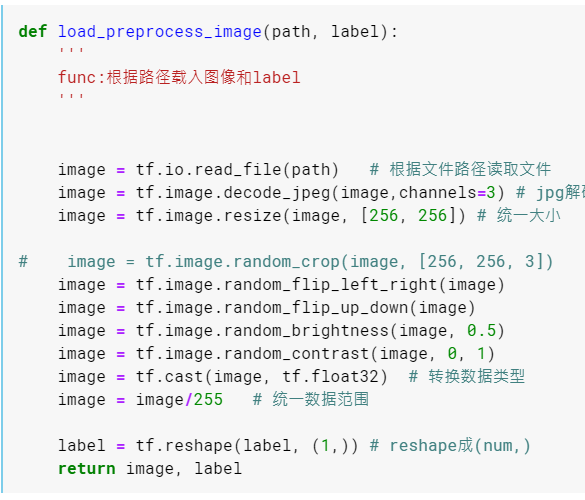 def load_preprocess_image(path, label):
    '''
    func:根据路径载入图像和label
    '''
    image = tf.io.read_file(path)   # 根据文件路径读取文件
    image = tf.image.decode_jpeg(image,channels=3) # jpg解
    image = tf.image.resize(image, [256, 256]) # 统一大小
#    image = tf.image.random_crop(image, [256, 256, 3])
    image = tf.image.random_flip_left_right(image)
    image = tf.image.random_flip_up_down(image)
    image = tf.image.random_brightness(image, 0.5)
    image = tf.image.random_contrast(image, 0, 1)
    image = tf.cast(image, tf.float32)  # 转换数据类型
    image = image/255   # 统一数据范围
    label = tf.reshape(label, (1,)) # reshape成(num,)
    return image, label